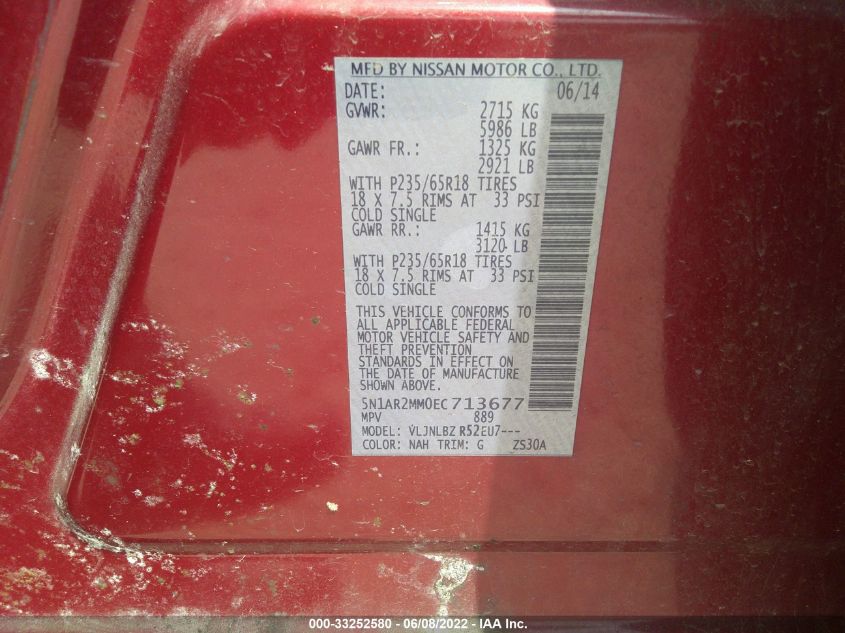 MFD BY NISSAN MOTOR CO., LTD.
DATE: 06/14
GVWR: 2715 KG
5986 LB
GAWR FR.: 1325 KG
2921 LB
WITH P235/65R18 TIRES
18 X 7.5 RIMS AT 33 PSI
COLD SINGLE
GAWR RR.: 1415 KG
3120 LB
WITH P235/65R18 TIRES
18 X 7.5 RIMS AT 33 PSI
COLD SINGLE
THIS VEHICLE CONFORMS TO
ALL APPLICABLE FEDERAL
MOTOR VEHICLE SAFETY AND
THEFT PREVENTION
STANDARDS IN EFFECT ON
THE DATE OF MANUFACTURE
SHOWN ABOVE.
5N1AR2MM0EC713677
MPV 889
MODEL: VLJNLBZ R52EU7---
COLOR: NAH TRIM: G ZS30A
000-33252580 - 06/08/2022 - IAA Inc.